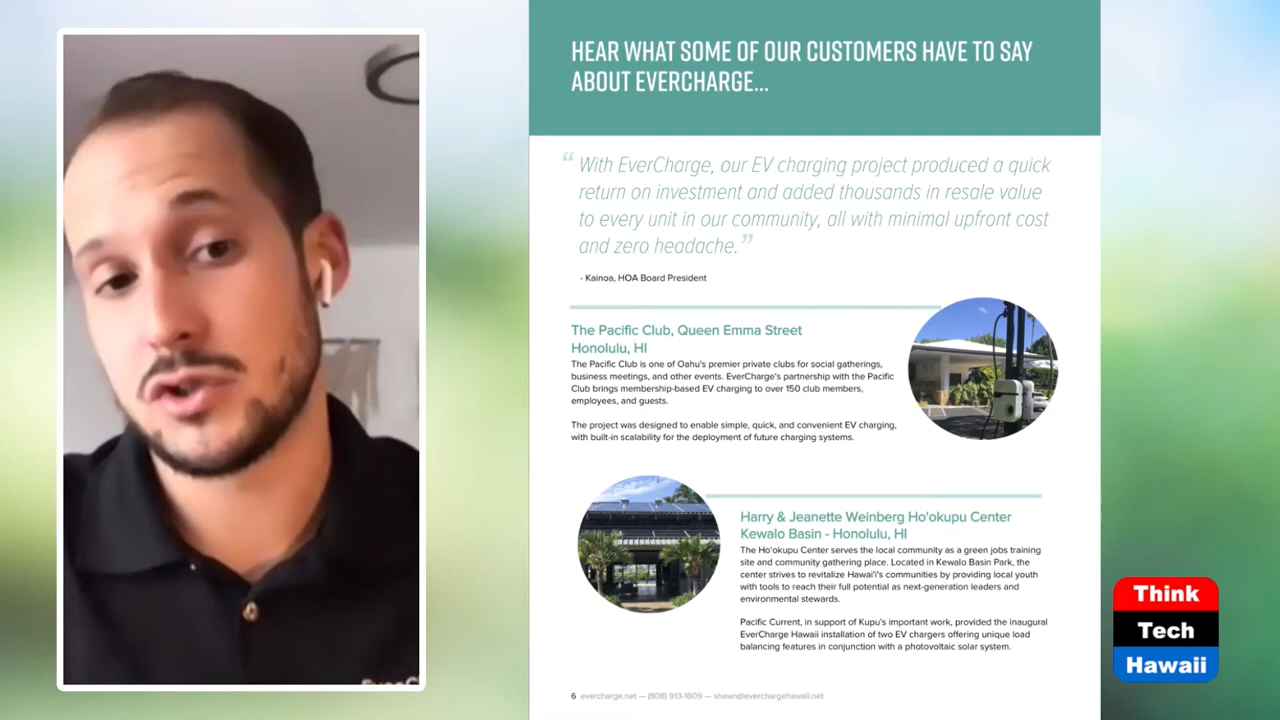 HEAR WHAT SOME OF OUR CUSTOMERS HAVE TO SAY
ABOUT EVERCHARGE...
“ With EverCharge, our EV charging project produced a quick
return on investment and added thousands in resale value
to every unit in our community, all with minimal upfront cost
and zero headache.”
- Kainoa, HOA Board President
The Pacific Club, Queen Emma Street
Honolulu, HI
The Pacific Club is one of Oahu's premier private clubs for social gatherings,
business meetings, and other events. EverCharge's partnership with the Pacific
Club brings membership-based EV charging to over 150 club members,
employees, and guests.
The project was designed to enable simple, quick, and convenient EV charging,
with built-in scalability for the deployment of future charging systems.
Harry & Jeanette Weinberg Ho'okupu Center
Kewalo Basin - Honolulu, HI
The Ho'okupu Center serves the local community as a green jobs training
site and community gathering place. Located in Kewalo Basin Park, the
center strives to revitalize Hawai'i's communities by providing local youth
with tools to reach their full potential as next-generation leaders and
environmental stewards.
Pacific Current, in support of Kupu's important work, provided the inaugural
EverCharge Hawaii installation of two EV chargers offering unique load
balancing features in conjunction with a photovoltaic solar system.
6 evercharge.net — (808) 913-1609 — shawn@everchargehawaii.net
Think
Tech
Hawaii